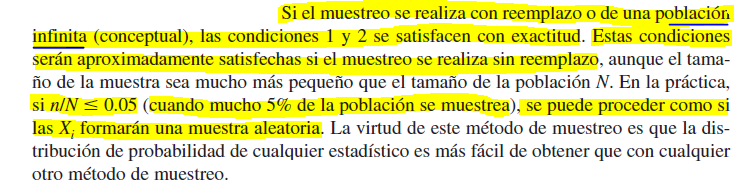 Si el muestreo se realiza con reemplazo o de una población
infinita (conceptual), las condiciones 1 y 2 se satisfacen con exactitud. Estas condiciones
serán aproximadamente satisfechas si el muestreo se realiza sin reemplazo, aunque el tama-
ño de la muestra sea mucho más pequeño que el tamaño de la población N. En la práctica,
si n/N ≤ 0.05 (cuando mucho 5% de la población se muestrea), se puede proceder como si
las Xi formarán una muestra aleatoria. La virtud de este método de muestreo es que la dis-
tribución de probabilidad de cualquier estadístico es más fácil de obtener que con cualquier
otro método de muestreo.